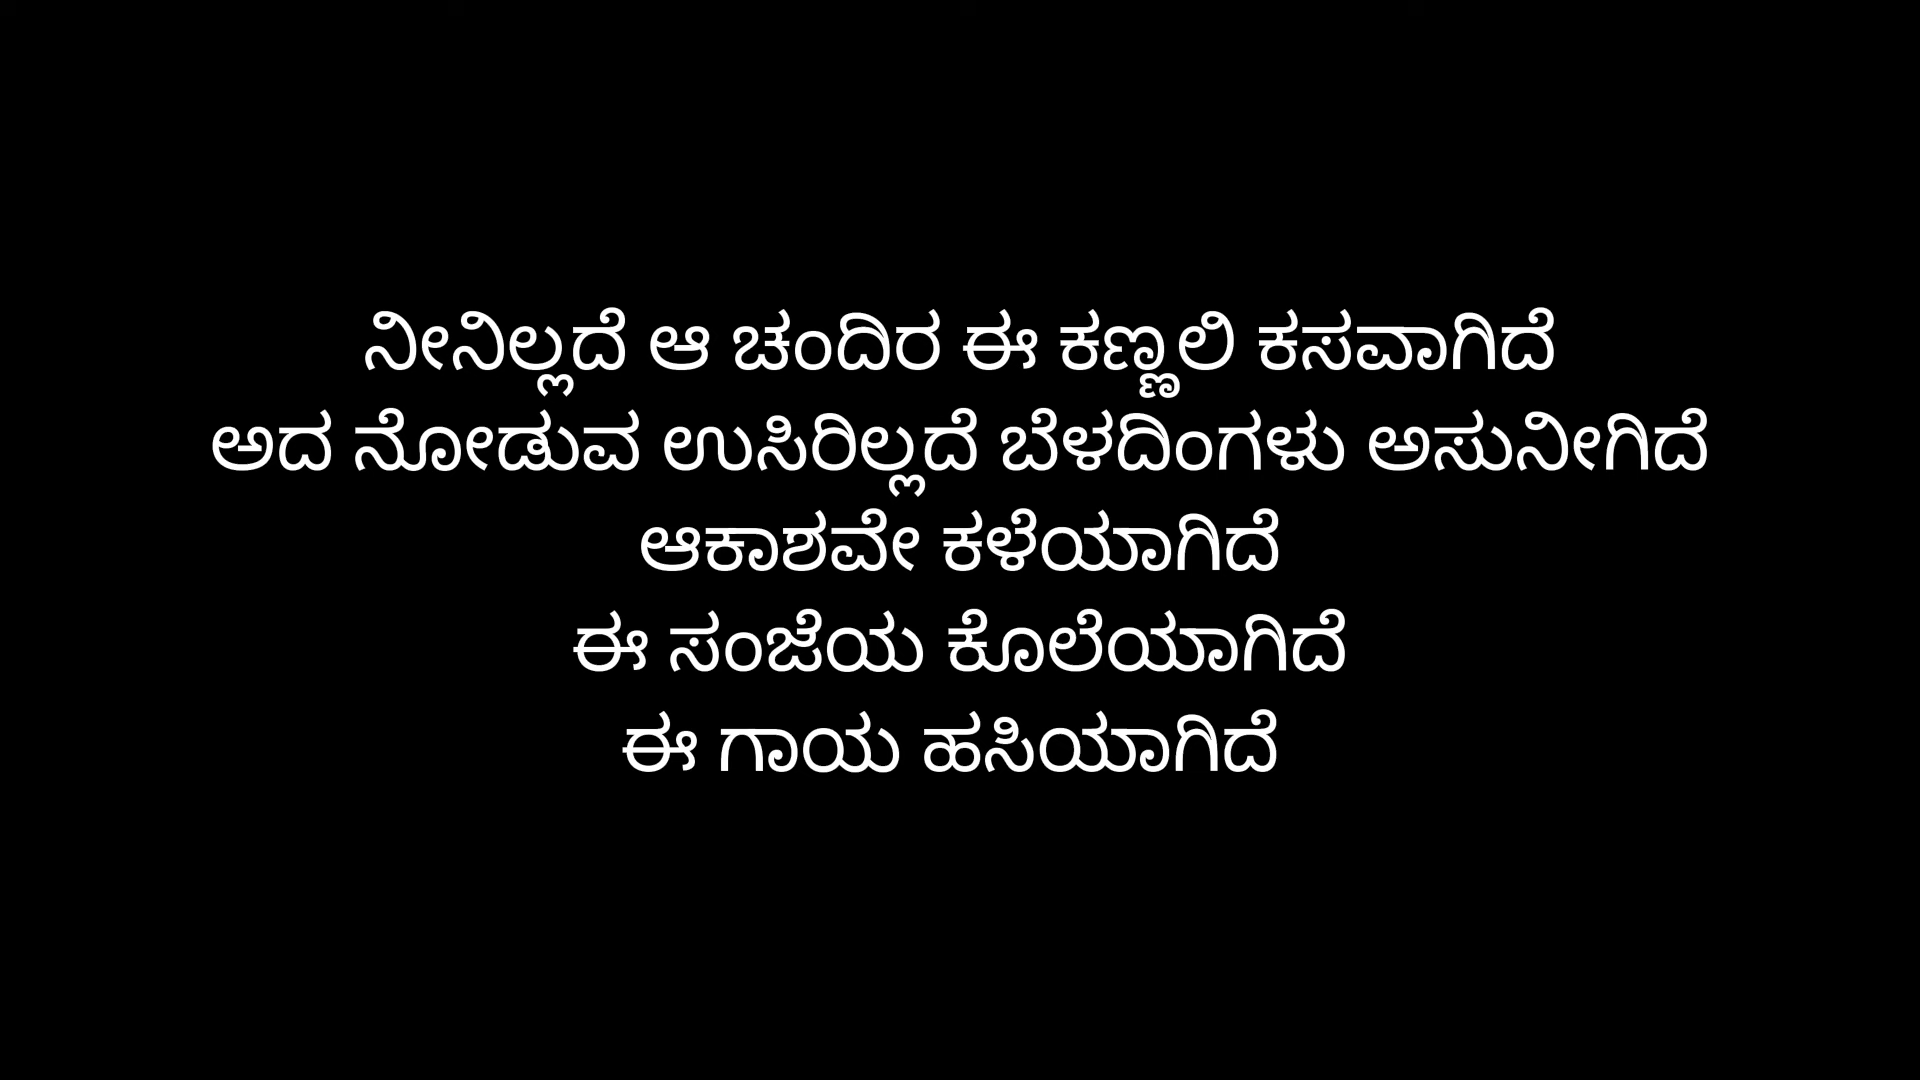 ನೀನಿಲ್ಲದೆ ಆ ಚಂದಿರ ಈ ಕಣ್ಣಲಿ ಕಸವಾಗಿದೆ
ಅದ ನೋಡುವ ಉಸಿರಿಲ್ಲದೆ ಬೆಳದಿಂಗಳು ಅಸುನೀಗಿದೆ
ಆಕಾಶವೇ ಕಳೆಯಾಗಿದೆ
ಈ ಸಂಜೆಯ ಕೊಲೆಯಾಗಿದೆ
ಈ ಗಾಯ ಹಸಿಯಾಗಿದೆ